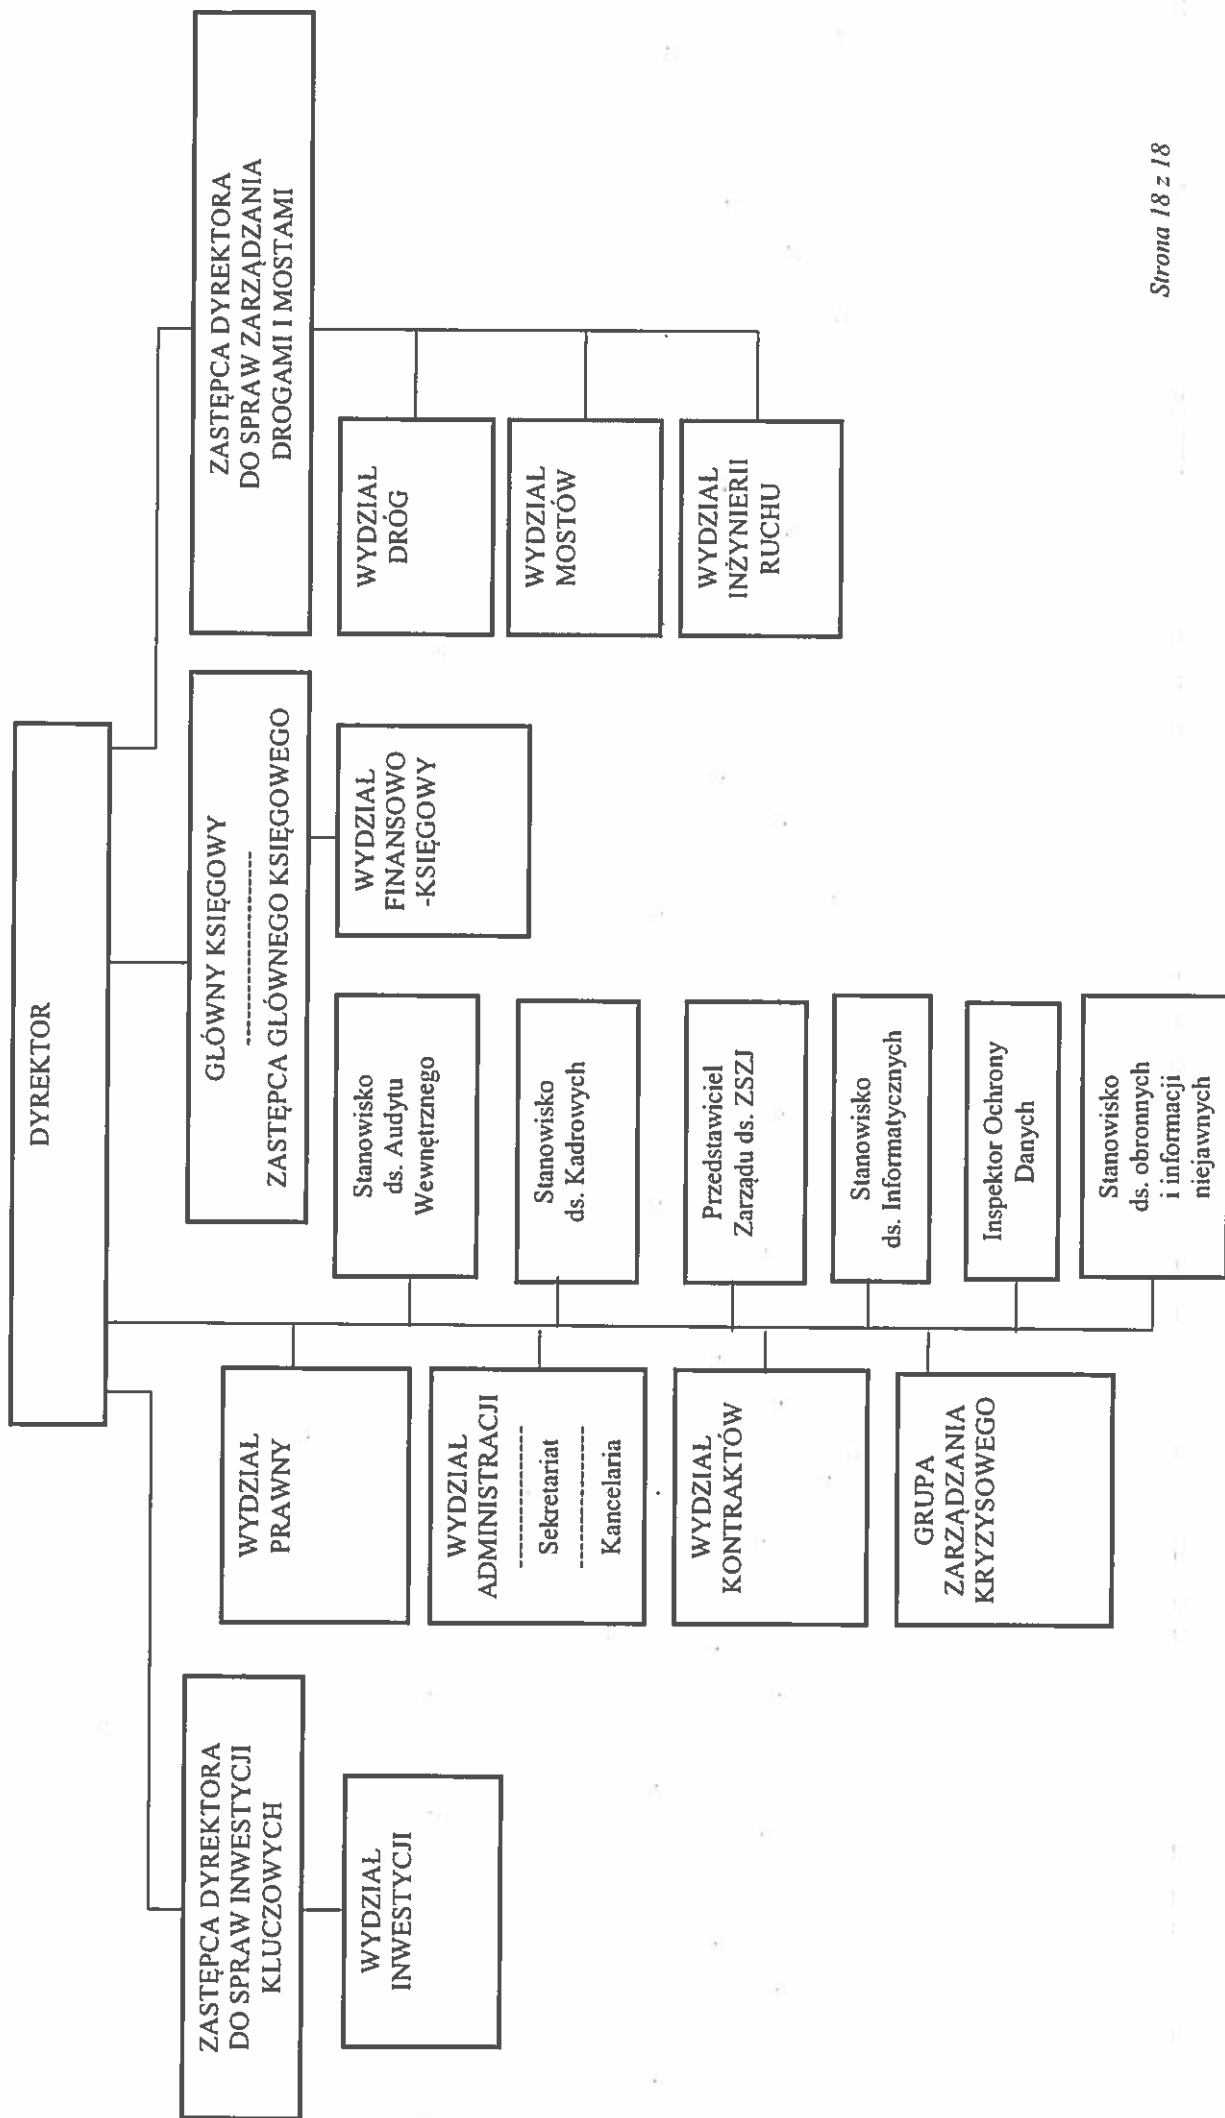 DYREKTOR
ZASTĘPCA DYREKTORA
DO SPRAW INWESTYCJI
KLUCZOWYCH
WYDZIAŁ
INWESTYCJI
WYDZIAŁ
PRAWNY
WYDZIAŁ
ADMINISTRACJI
----------------
Sekretariat
----------------
Kancelaria
WYDZIAŁ
KONTRAKTÓW
GRUPA
ZARZĄDZANIA
KRYZYSOWEGO
GŁÓWNY KSIĘGOWY
----------------------
ZASTĘPCA GŁÓWNEGO KSIĘGOWEGO
Stanowisko
ds. Audytu
Wewnętrznego
Stanowisko
ds. Kadrowych
Przedstawiciel
Zarządu ds. ZSZJ
Stanowisko
ds. Informatycznych
Inspektor Ochrony
Danych
Stanowisko
ds. obronnych
i informacji
niejawnych
WYDZIAŁ
FINANSOWO
-KSIĘGOWY
ZASTĘPCA DYREKTORA
DO SPRAW ZARZĄDZANIA
DROGAMI I MOSTAMI
WYDZIAŁ
DRÓG
WYDZIAŁ
MOSTÓW
WYDZIAŁ
INŻYNIERII
RUCHU
Strona 18 z 18